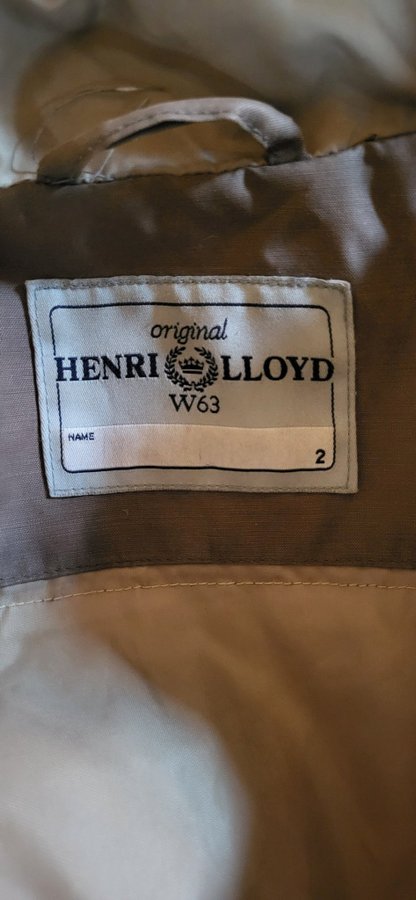 original
HENRI LLOYD
W63
NAME
2